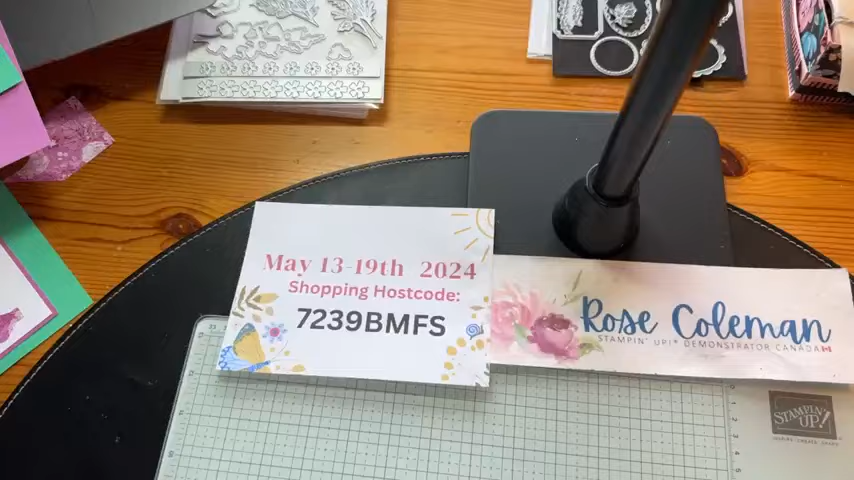 May 13-19th 2024
Shopping Hostcode:
7239BMFS
Rose Coleman
STAMPIN' UP!® DEMONSTRATOR CANADA🇨🇦
STAMPIN' UP!